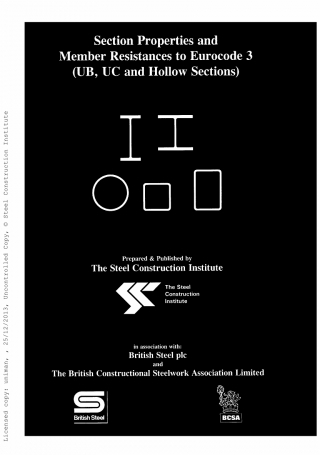 Section Properties and
Member Resistances to Eurocode 3
(UB, UC and Hollow Sections)
Prepared & Published by
The Steel Construction Institute
The Steel
Construction
Institute
in association with:
British Steel plc
and
The British Constructional Steelwork Association Limited
British Steel
BCSA
Licensed copy: uniman, , 25/12/2013, Uncontrolled Copy, © Steel Construction Institute